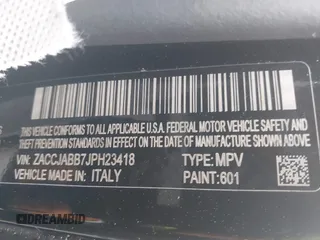 THIS VEHICLE CONFORMS TO ALL APPLICABLE U.S.A. FEDERAL MOTOR VEHICLE SAFETY AND
THEFT PREVENTION STANDARDS IN EFFECT ON THE DATE OF MANUFACTURE SHOWN ABOVE
VIN: ZACCJABB7JPH23418 TYPE: MPV
VEHICLE MADE IN: ITALY PAINT: 601
DREAMBID